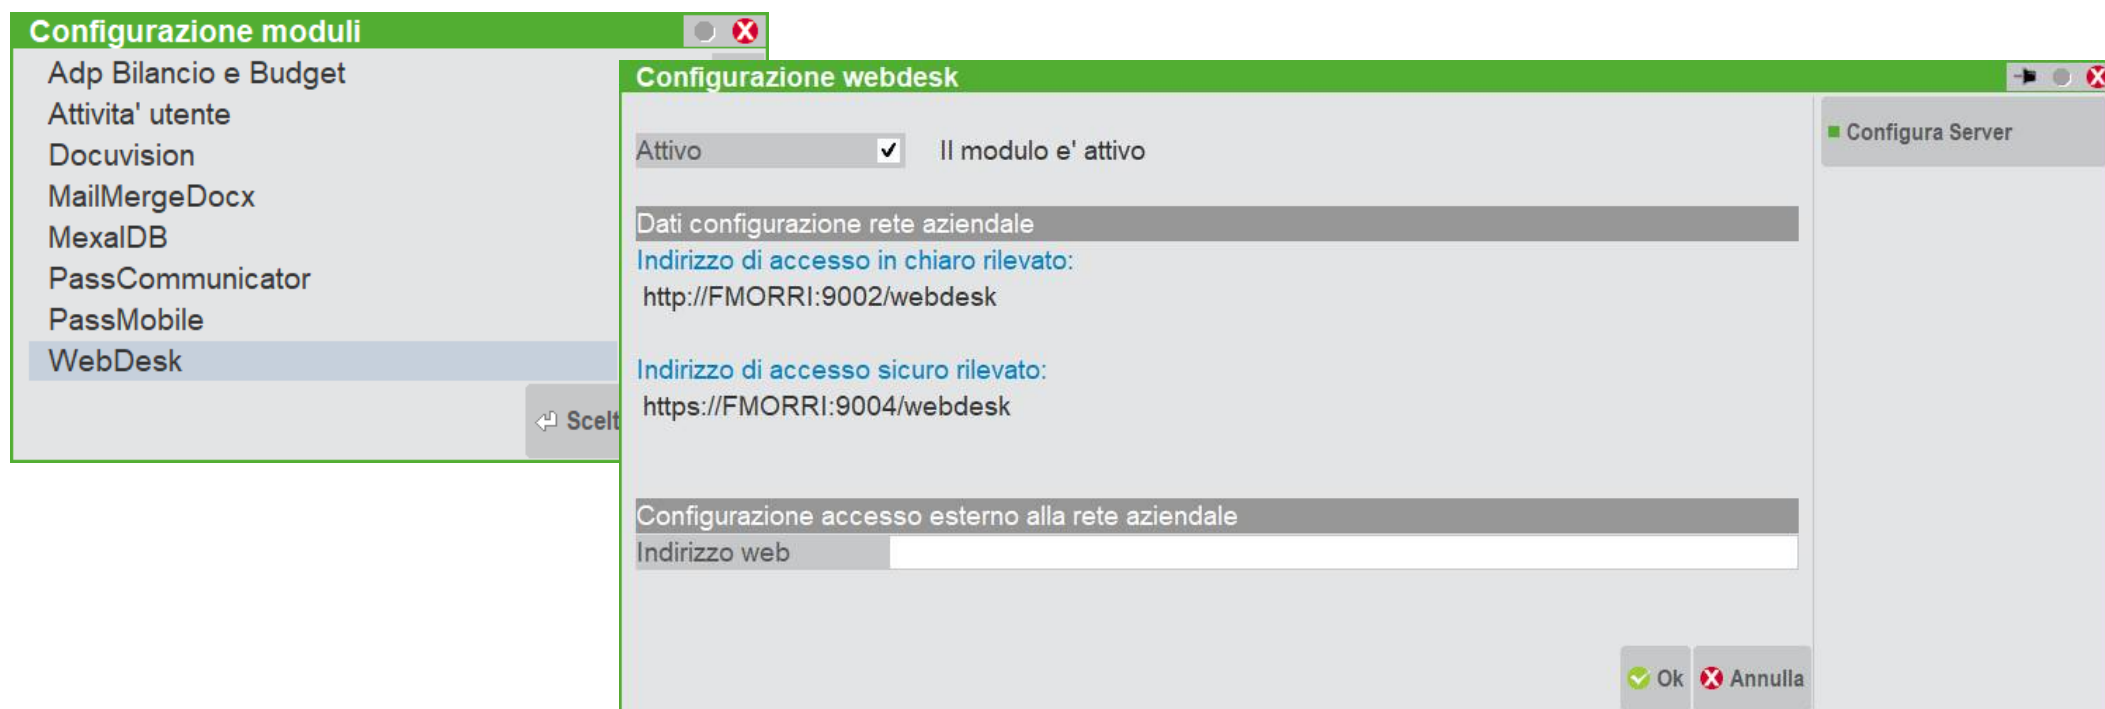 Configurazione moduli
Adp Bilancio e Budget
Attivita' utente
Docuvision
MailMergeDocx
MexalDB
PassCommunicator
PassMobile
WebDesk
Scelt
Configurazione webdesk
Attivo Il modulo e' attivo
Dati configurazione rete aziendale
Indirizzo di accesso in chiaro rilevato:
http://FMORRI:9002/webdesk
Indirizzo di accesso sicuro rilevato:
https://FMORRI:9004/webdesk
Configurazione accesso esterno alla rete aziendale
Indirizzo web
Ok Annulla
Configura Server